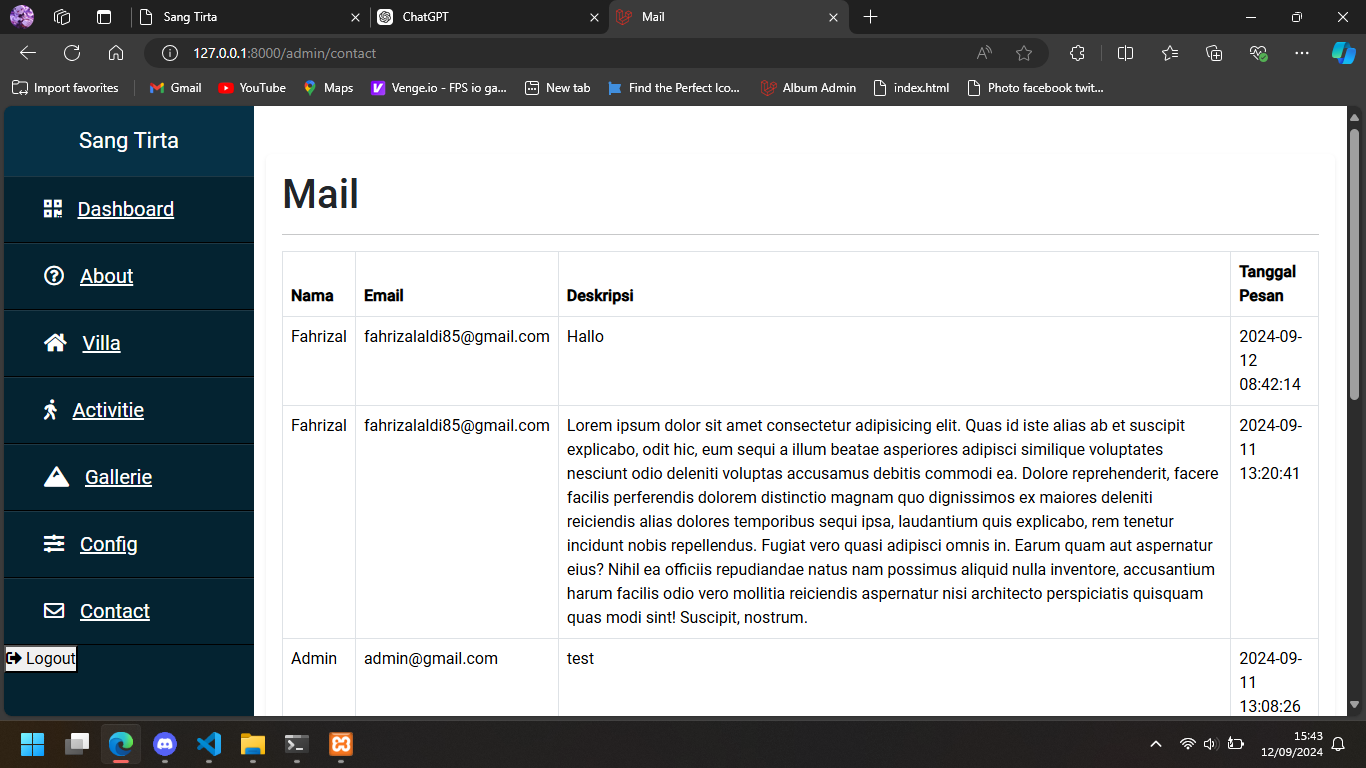 Sang Tirta
ChatGPT
Mail
127.0.0.1:8000/admin/contact
Import favorites
Gmail
YouTube
Maps
Venge.io - FPS io ga...
New tab
Find the Perfect Ico...
Album Admin
index.html
Photo facebook twit...
Sang Tirta
Dashboard
About
Villa
Activitie
Gallerie
Config
Contact
Logout
Mail
Nama Email Deskripsi Tanggal
Pesan
Fahrizal fahrizalaldi85@gmail.com Hallo 2024-09-
12
08:42:14
Fahrizal fahrizalaldi85@gmail.com Lorem ipsum dolor sit amet consectetur adipisicing elit. Quas id iste alias ab et suscipit 2024-09-
explicabo, odit hic, eum sequi a illum beatae asperiores adipisci similique voluptates 11
nesciunt odio deleniti voluptas accusamus debitis commodi ea. Dolore reprehenderit, facere 13:20:41
facilis perferendis dolorem distinctio magnam quo dignissimos ex maiores deleniti
reiciendis alias dolores temporibus sequi ipsa, laudantium quis explicabo, rem tenetur
incidunt nobis repellendus. Fugiat vero quasi adipisci omnis in. Earum quam aut aspernatur
eius? Nihil ea officiis repudiandae natus nam possimus aliquid nulla inventore, accusantium
harum facilis odio vero mollitia reiciendis aspernatur nisi architecto perspiciatis quisquam
quas modi sint! Suscipit, nostrum.
Admin admin@gmail.com test 2024-09-
11
13:08:26
15:43
12/09/2024